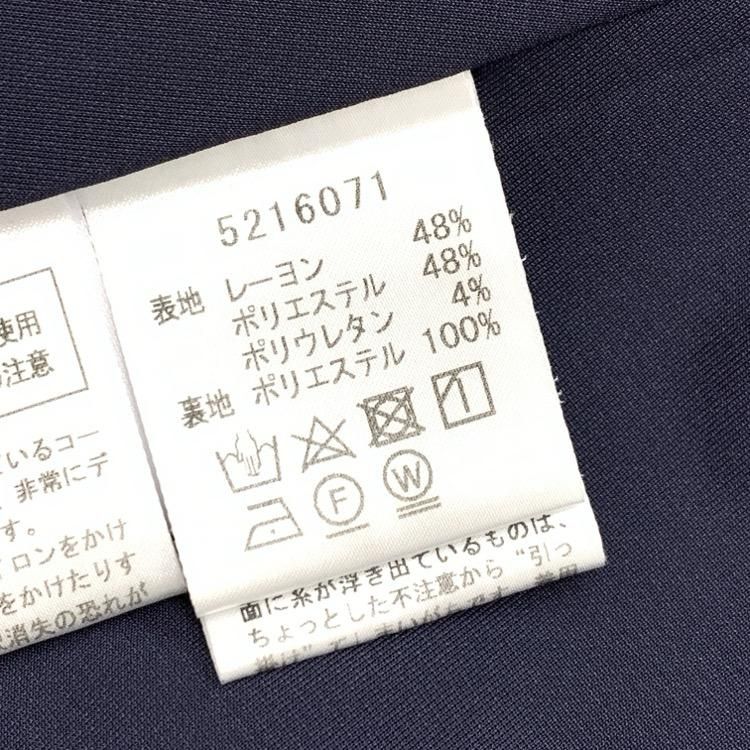 5216071
表地 レーヨン 48%
ポリエステル 48%
ポリウレタン 4%
裏地 ポリエステル 100%
F
W
面に糸が浮き出ているものは、
ちょっとした不注意から“引っ
使用
注意
いるコー
非常にデ
す。
イロンをかけ
をかけたりす
消失の恐れが